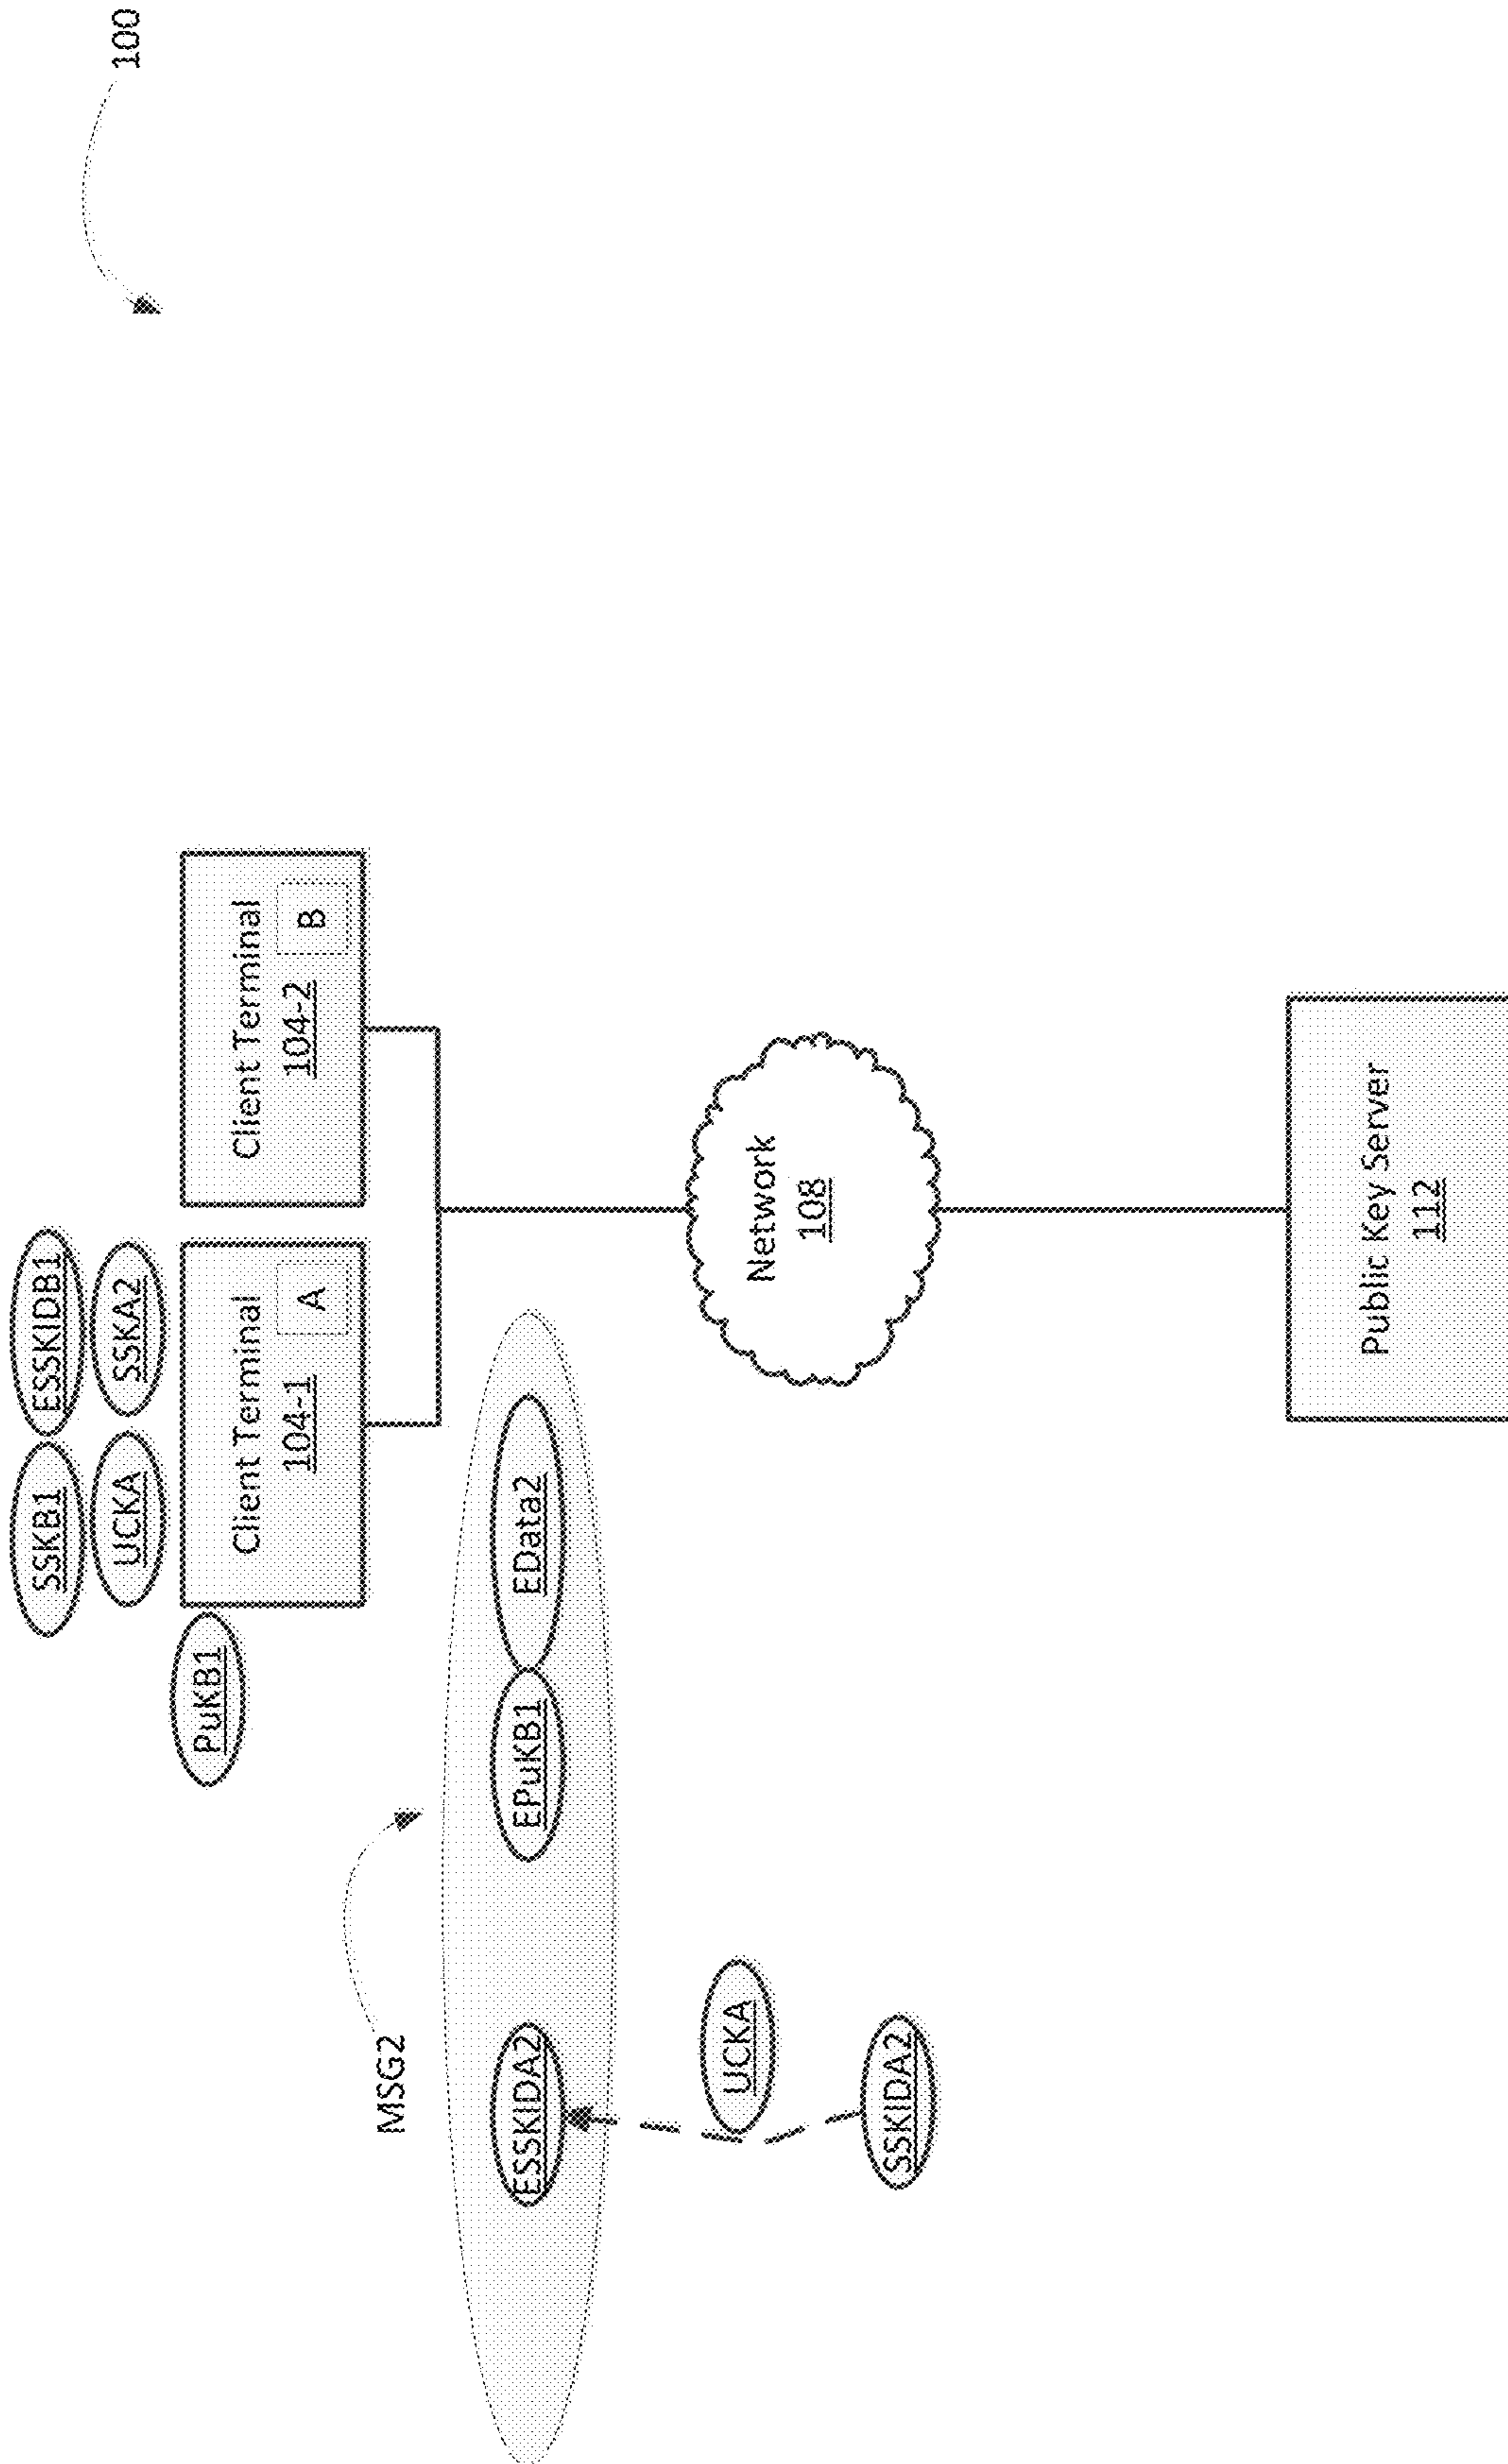 100
SSKB1
ESSKIDB1
UCKA
SSKA2
PuKB1
Client Terminal
104-1
A
Client Terminal
104-2
B
MSG2
ESSKIDA2
EPuKB1
EData2
UCKA
SSKIDA2
Network
108
Public Key Server
112